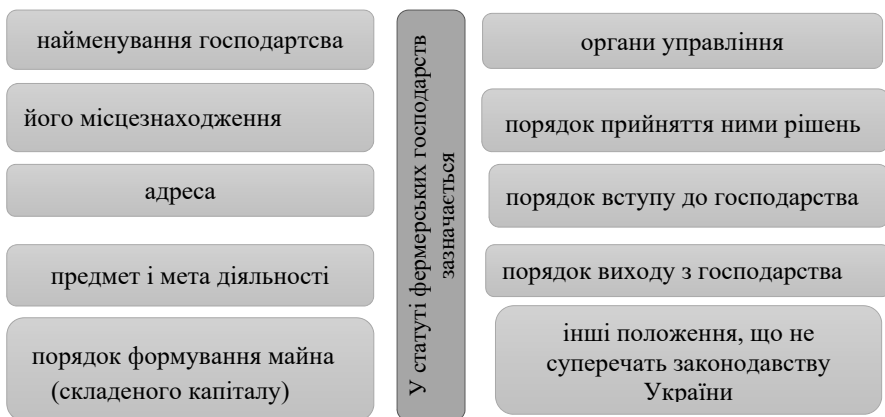 найменування господартсва
його місцезнаходження
адреса
предмет і мета діяльності
порядок формування майна
(складеного капіталу)
У статуті фермерських господарств
зазначається
органи управління
порядок прийняття ними рішень
порядок вступу до господарства
порядок виходу з господарства
інші положення, що не
суперечать законодавству
України